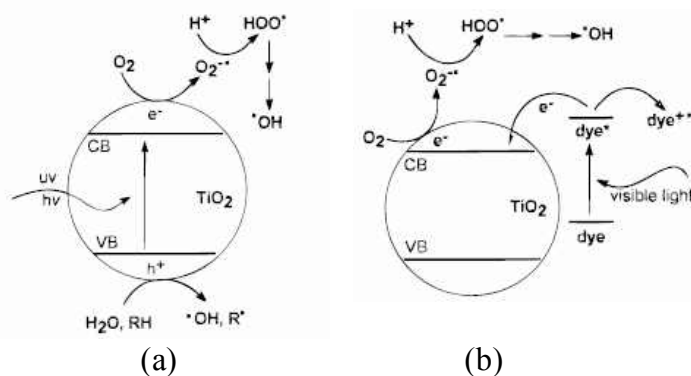 H⁺ HOO•
O₂ O₂⁻•
•OH
e⁻
CB
uv
hν
TiO₂
VB
h⁺
H₂O, RH •OH, R•
(a)
H⁺ HOO• •OH
O₂⁻•
O₂ e⁻ e⁻ dye* dye⁺•
CB
visible light
TiO₂
dye
VB
(b)